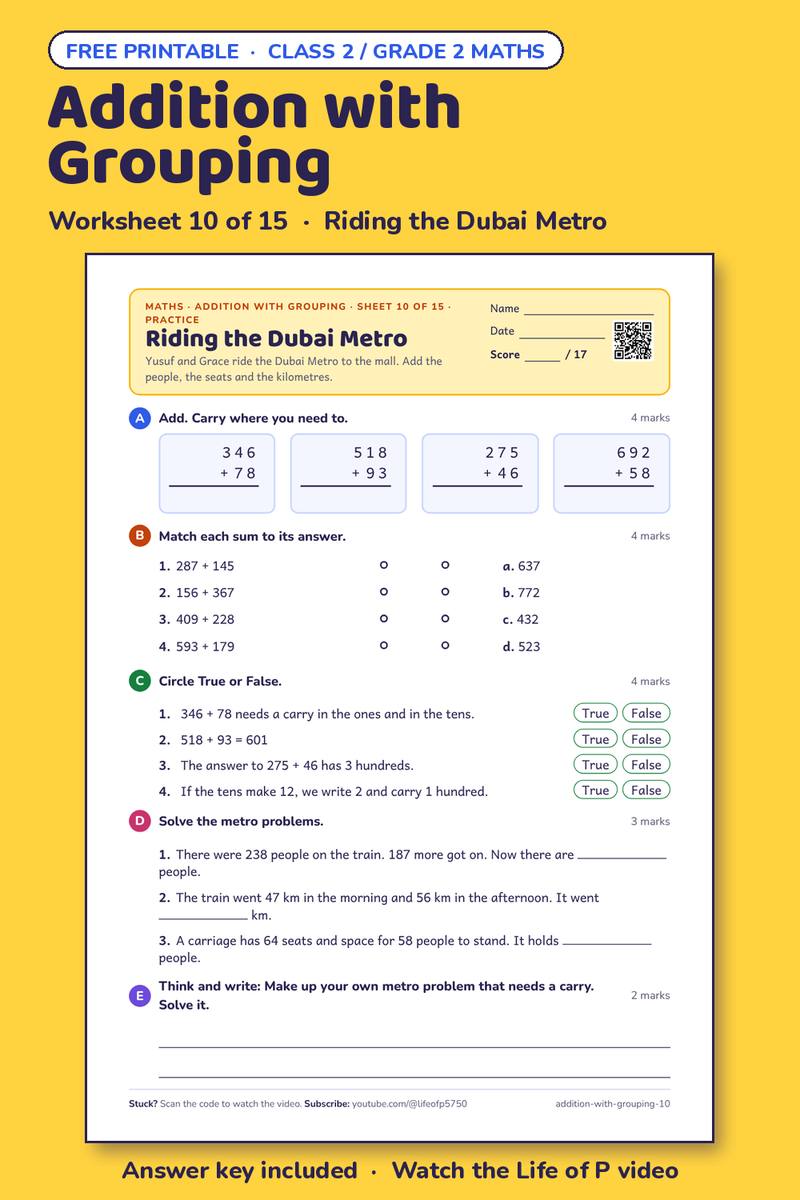 FREE PRINTABLE · CLASS 2 / GRADE 2 MATHS
Addition with
Grouping
Worksheet 10 of 15 · Riding the Dubai Metro
MATHS · ADDITION WITH GROUPING · SHEET 10 OF 15 ·
PRACTICE
Riding the Dubai Metro
Yusuf and Grace ride the Dubai Metro to the mall. Add the
people, the seats and the kilometres.
Name
Date
Score / 17
A Add. Carry where you need to. 4 marks
346 518 275 692
+ 78 + 93 + 46 + 58
B Match each sum to its answer. 4 marks
1. 287 + 145 a. 637
2. 156 + 367 b. 772
3. 409 + 228 c. 432
4. 593 + 179 d. 523
C Circle True or False. 4 marks
1. 346 + 78 needs a carry in the ones and in the tens. True False
2. 518 + 93 = 601 True False
3. The answer to 275 + 46 has 3 hundreds. True False
4. If the tens make 12, we write 2 and carry 1 hundred. True False
D Solve the metro problems. 3 marks
1. There were 238 people on the train. 187 more got on. Now there are
people.
2. The train went 47 km in the morning and 56 km in the afternoon. It went
km.
3. A carriage has 64 seats and space for 58 people to stand. It holds
people.
E Think and write: Make up your own metro problem that needs a carry. 2 marks
Solve it.
Stuck? Scan the code to watch the video. Subscribe: youtube.com/@lifeofp5750 addition-with-grouping-10
Answer key included · Watch the Life of P video